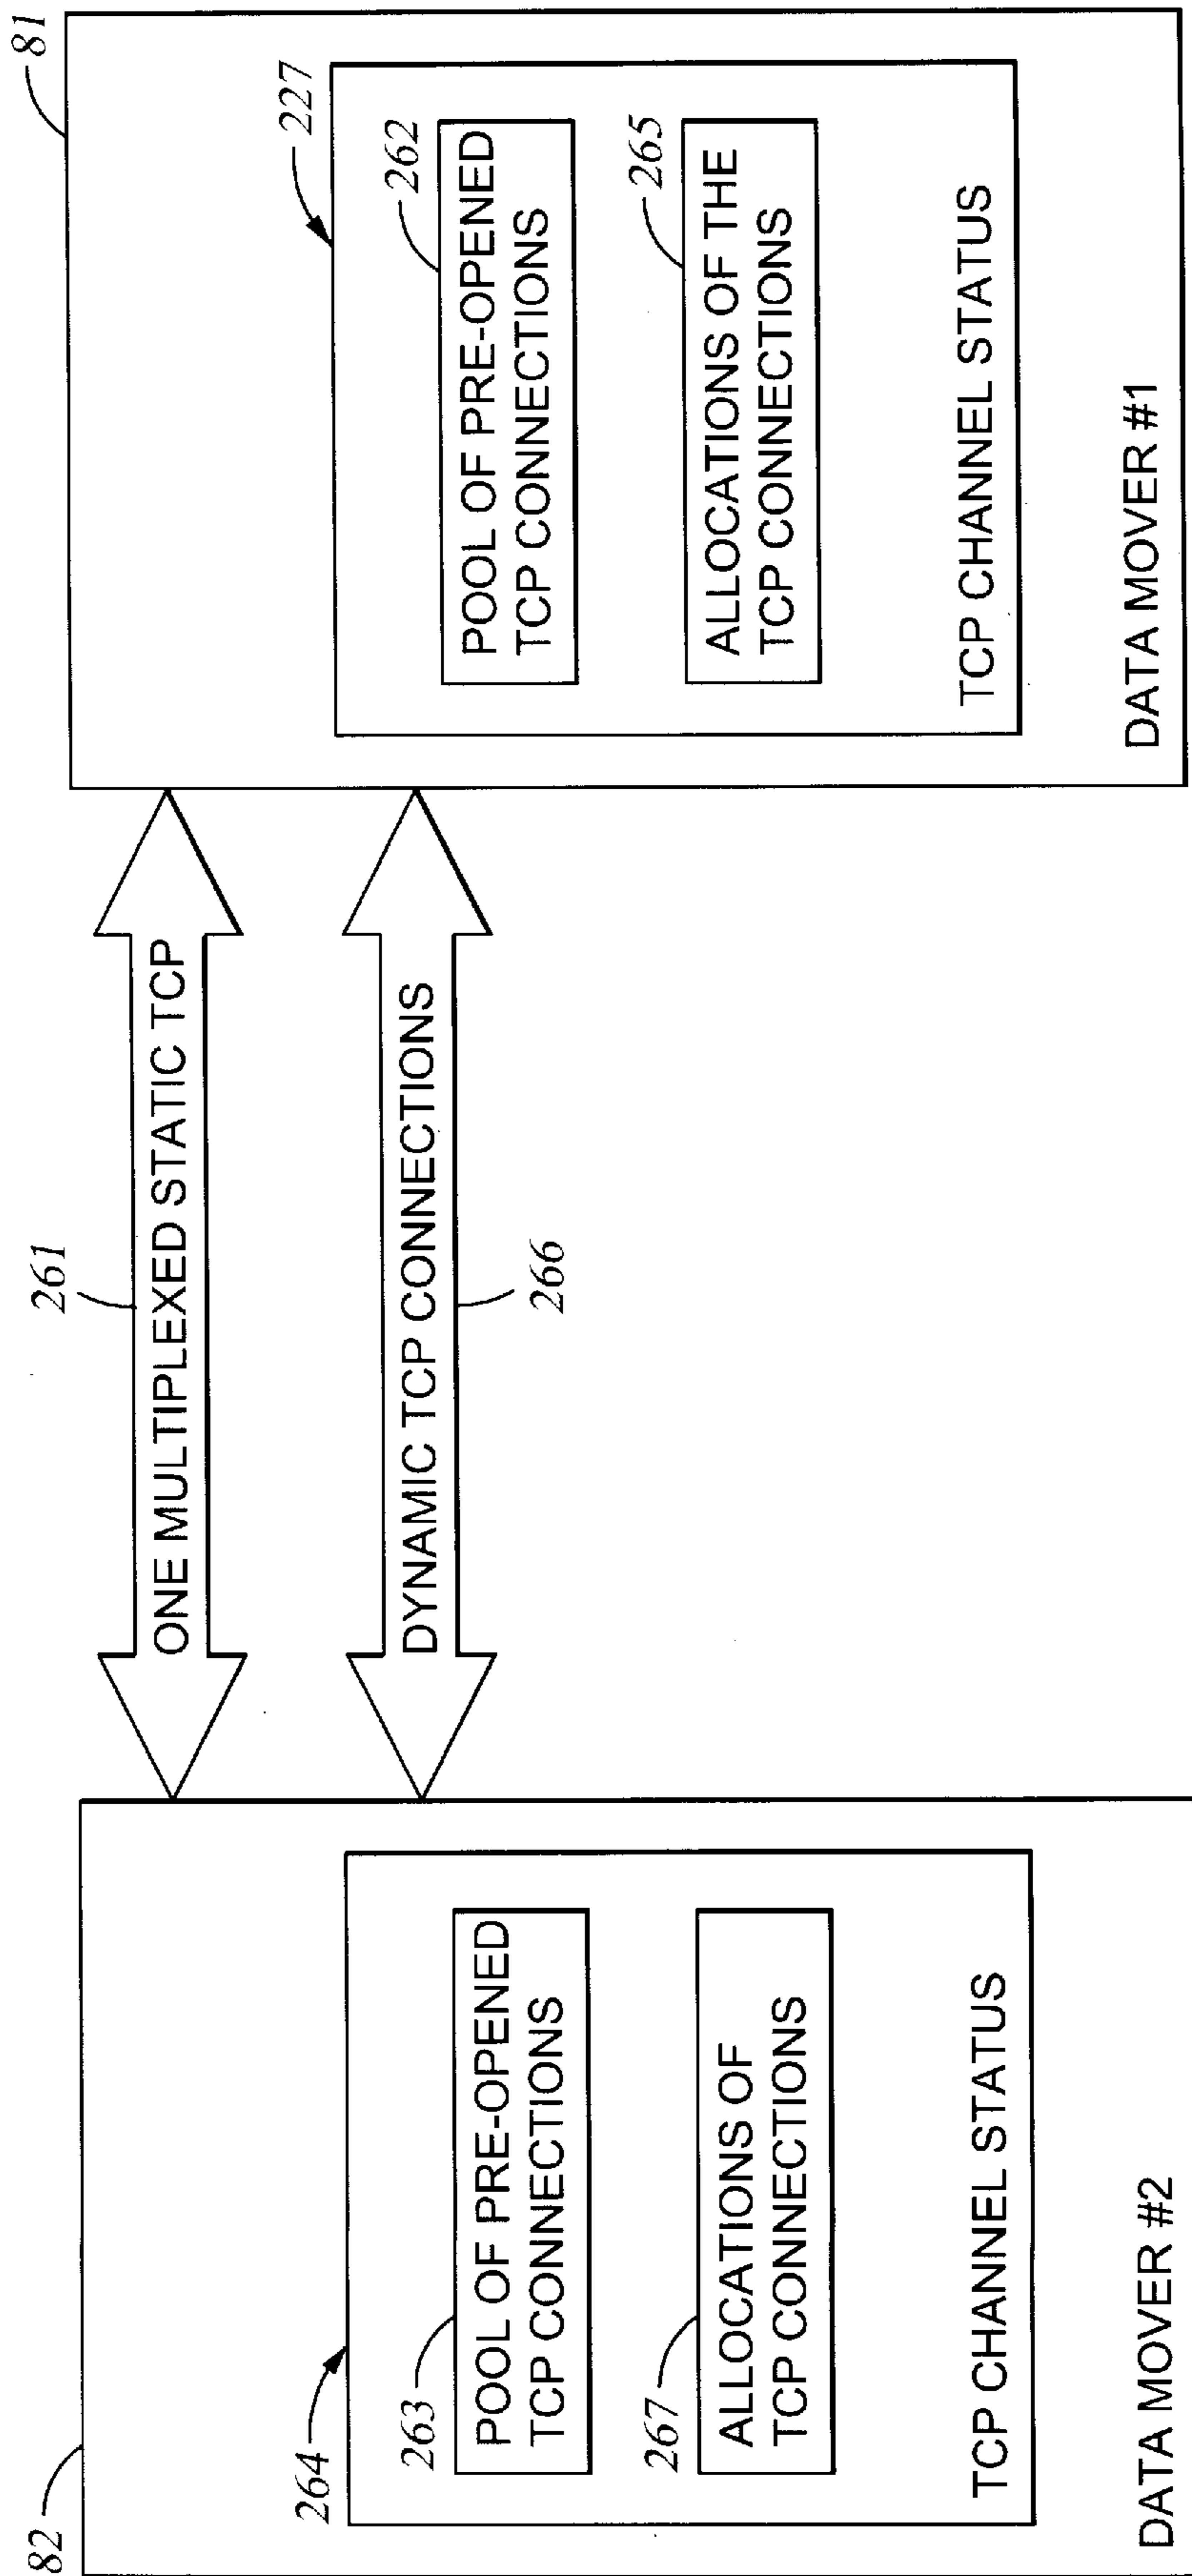 82
264
263
POOL OF PRE-OPENED
TCP CONNECTIONS
267
ALLOCATIONS OF
TCP CONNECTIONS
TCP CHANNEL STATUS
DATA MOVER #2
261
ONE MULTIPLEXED STATIC TCP
DYNAMIC TCP CONNECTIONS
266
81
227
262
POOL OF PRE-OPENED
TCP CONNECTIONS
265
ALLOCATIONS OF THE
TCP CONNECTIONS
TCP CHANNEL STATUS
DATA MOVER #1